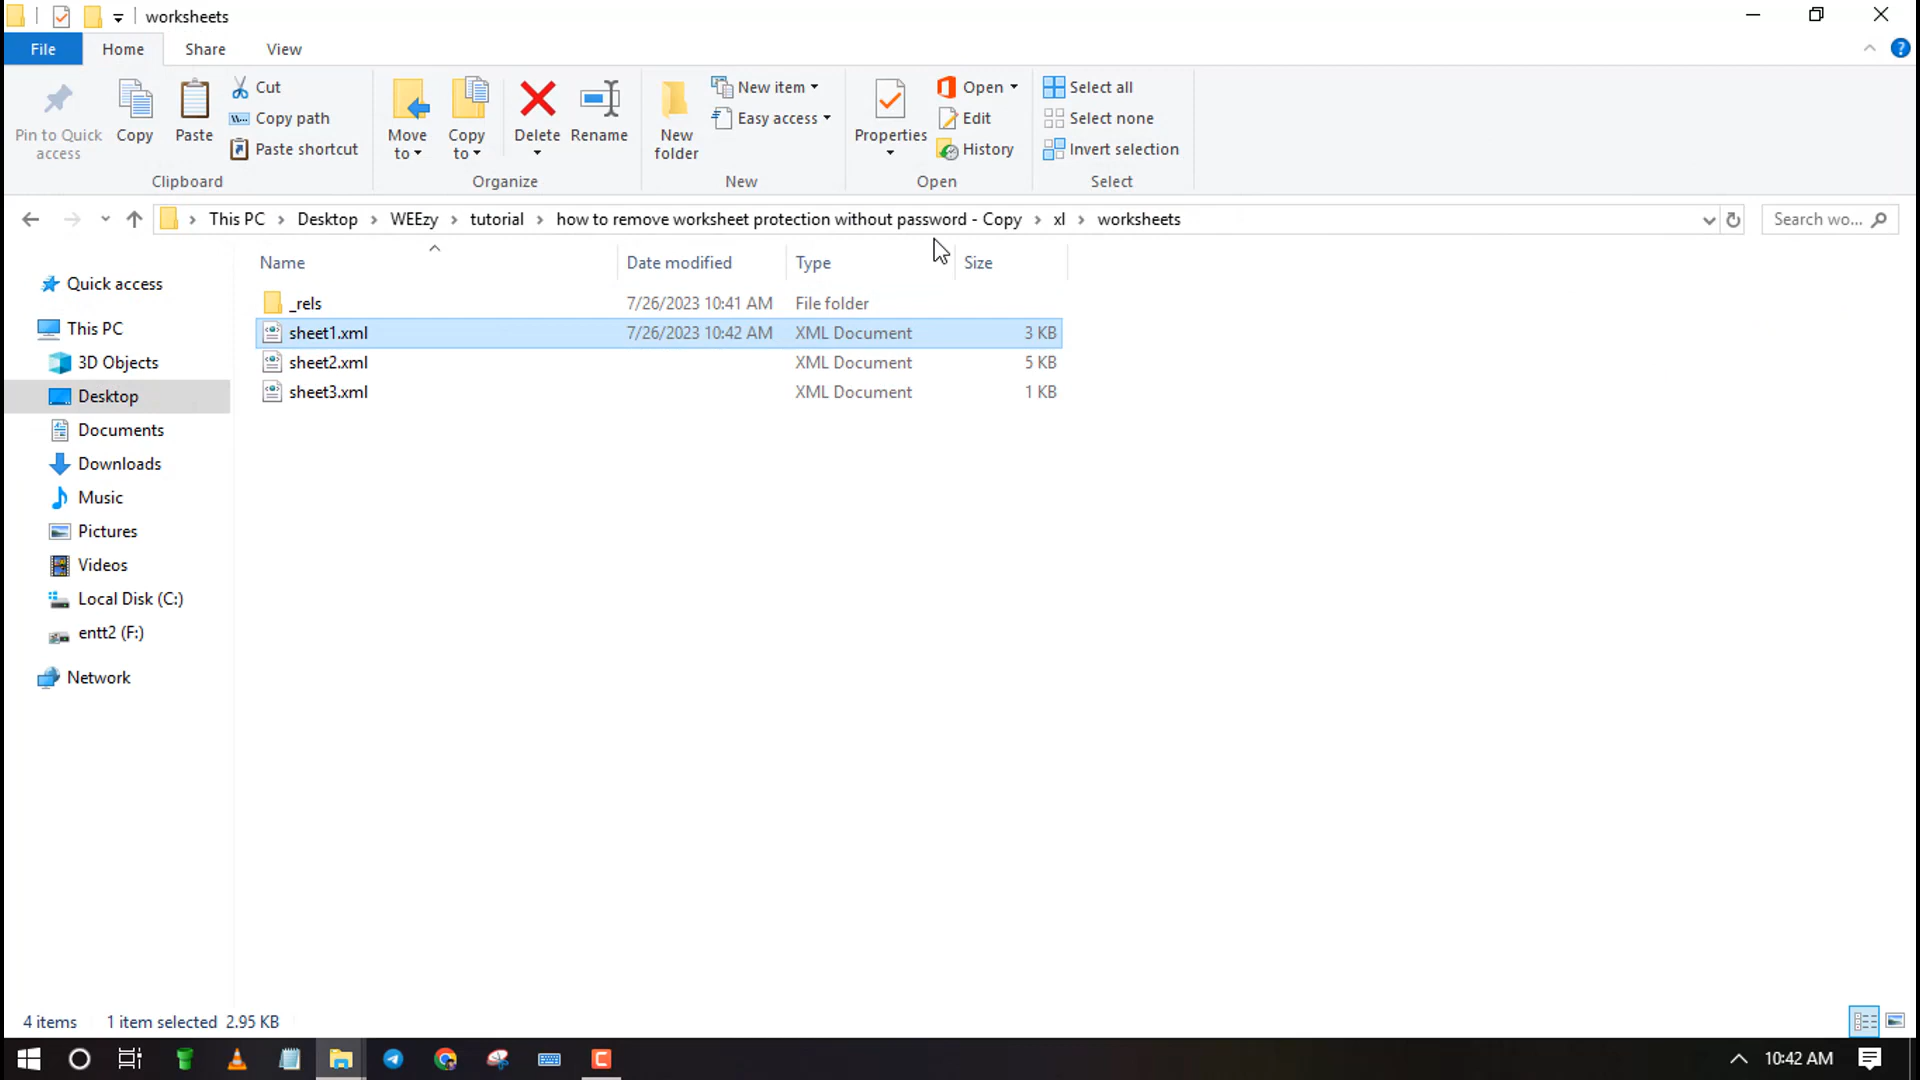 worksheets
File Home Share View
Pin to Quick access
Copy
Paste
Cut
Copy path
Paste shortcut
Clipboard
Move to
Copy to
Delete
Rename
Organize
New folder
New item
Easy access
New
Properties
Open
Edit
History
Open
Select all
Select none
Invert selection
Select
This PC > Desktop > WEEzy > tutorial > how to remove worksheet protection without password - Copy > xl > worksheets
Search wo...
Name Date modified Type Size
_rels 7/26/2023 10:41 AM File folder
sheet1.xml 7/26/2023 10:42 AM XML Document 3 KB
sheet2.xml XML Document 5 KB
sheet3.xml XML Document 1 KB
Quick access
This PC
3D Objects
Desktop
Documents
Downloads
Music
Pictures
Videos
Local Disk (C:)
entt2 (F:)
Network
4 items 1 item selected 2.95 KB
10:42 AM